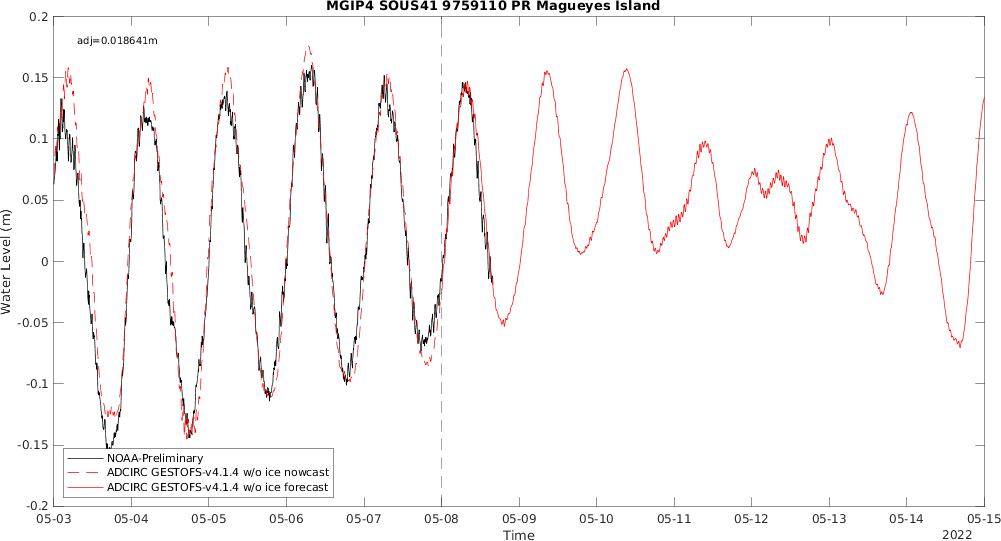 MGIP4 SOUS41 9759110 PR Magueyes Island
adj=0.018641m
0.2
0.15
0.1
0.05
0
-0.05
-0.1
-0.15
-0.2
Water Level (m)
NOAA-Preliminary
ADCIRC GESTOFS-v4.1.4 w/o ice nowcast
ADCIRC GESTOFS-v4.1.4 w/o ice forecast
05-03 05-04 05-05 05-06 05-07 05-08 05-09 05-10 05-11 05-12 05-13 05-14 05-15
Time
2022